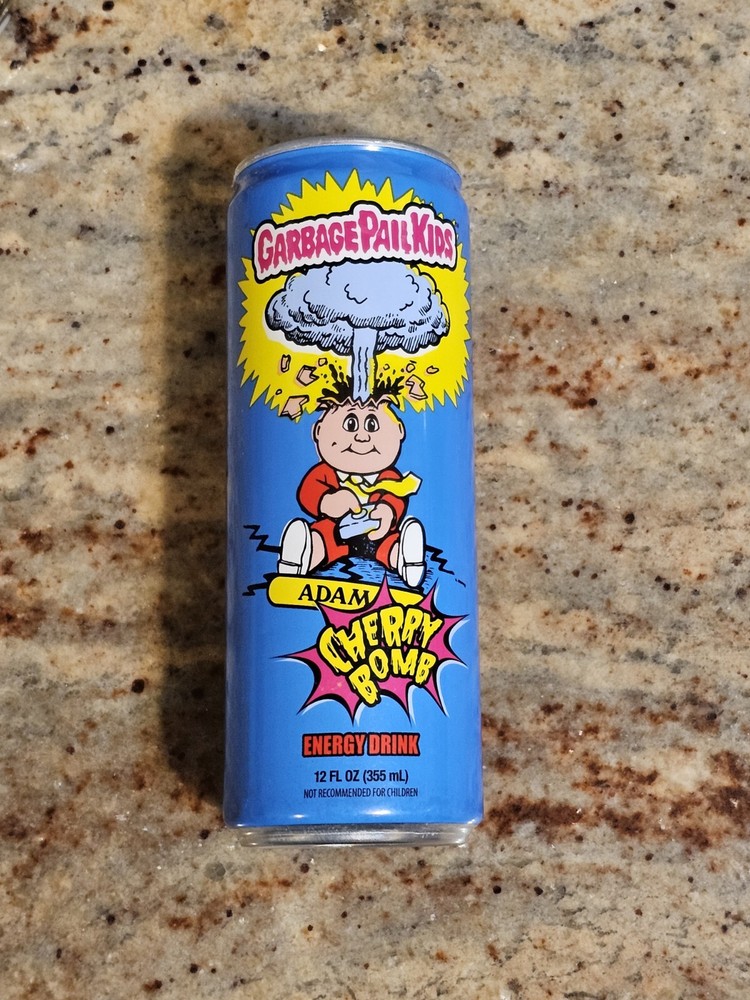 GARBAGE PAIL KIDS
ADAM
CHERRY
BOMB
ENERGY DRINK
12 FL OZ (355 mL)
NOT RECOMMENDED FOR CHILDREN